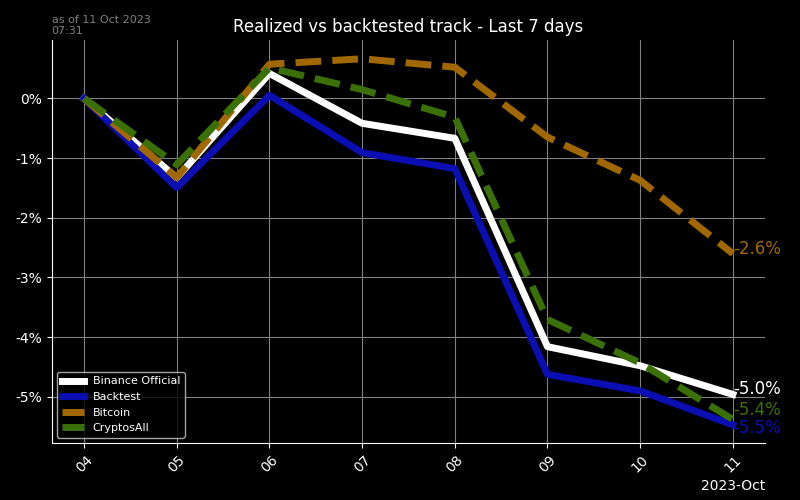 as of 11 Oct 2023
07:31
Realized vs backtested track - Last 7 days
0%
-1%
-2%
-3%
-4%
-5%
-2.6%
-5.0%
-5.4%
-5.5%
Binance Official
Backtest
Bitcoin
CryptosAll
04
05
06
07
08
09
10
11
2023-Oct